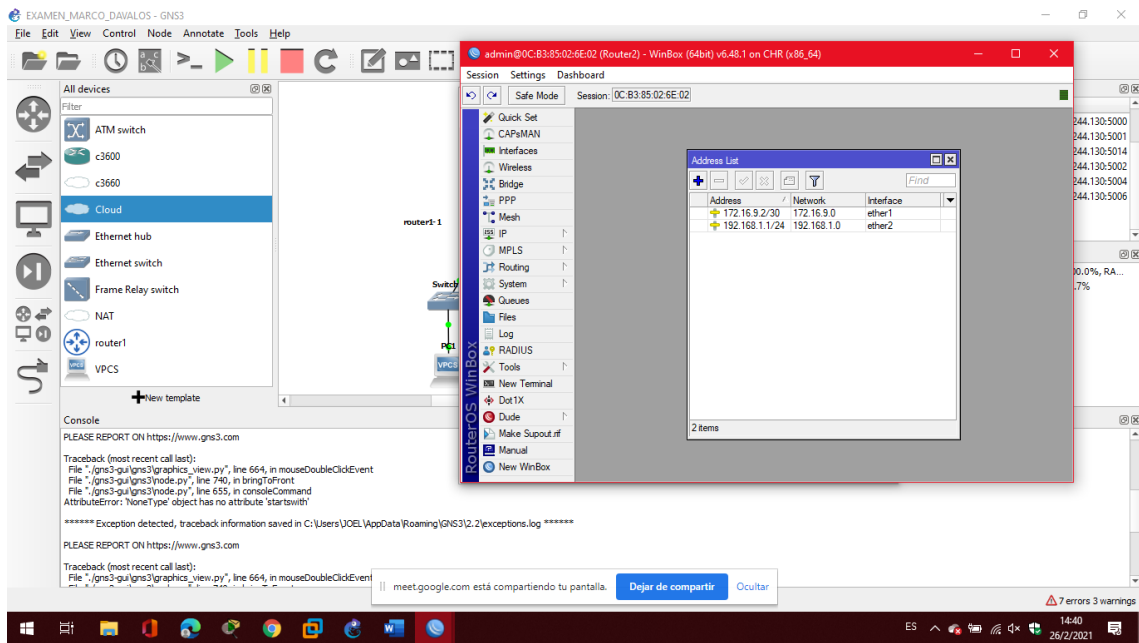 EXAMEN_MARCO_DAVALOS - GNS3
File Edit View Control Node Annotate Tools Help
admin@0C:B3:85:02:6E:02 (Router2) - WinBox (64bit) v6.48.1 on CHR (x86_64)
Session Settings Dashboard
Safe Mode Session: 0C:B3:85:02:6E:02
All devices
Filter
ATM switch
c3600
c3660
Cloud
Ethernet hub
Ethernet switch
Frame Relay switch
NAT
router1
VPCS
New template
router1-1
Switch
PC1
VPCS
RouterOS WinBox
Quick Set
CAPsMAN
Interfaces
Wireless
Bridge
PPP
Mesh
IP
MPLS
Routing
System
Queues
Files
Log
RADIUS
Tools
New Terminal
Dot1X
Dude
Make Supout.rif
Manual
New WinBox
Address List
Find
Address Network Interface
172.16.9.2/30 172.16.9.0 ether1
192.168.1.1/24 192.168.1.0 ether2
2 items
244.130:5000
244.130:5001
244.130:5014
244.130:5002
244.130:5004
244.130:5006
00.0%, RA...
.7%
Console
PLEASE REPORT ON https://www.gns3.com
Traceback (most recent call last):
File "./gns3-gui\gns3\graphics_view.py", line 664, in mouseDoubleClickEvent
File "./gns3-gui\gns3\node.py", line 740, in bringToFront
File "./gns3-gui\gns3\node.py", line 655, in consoleCommand
AttributeError: 'NoneType' object has no attribute 'startswith'
****** Exception detected, traceback information saved in C:\Users\JOEL\AppData\Roaming\GNS3\2.2\exceptions.log ******
PLEASE REPORT ON https://www.gns3.com
Traceback (most recent call last):
File "./gns3-gui\gns3\graphics_view.py", line 664, in mouseDoubleClickEvent
meet.google.com está compartiendo tu pantalla. Dejar de compartir Ocultar
7 errors 3 warnings
ES
14:40
26/2/2021